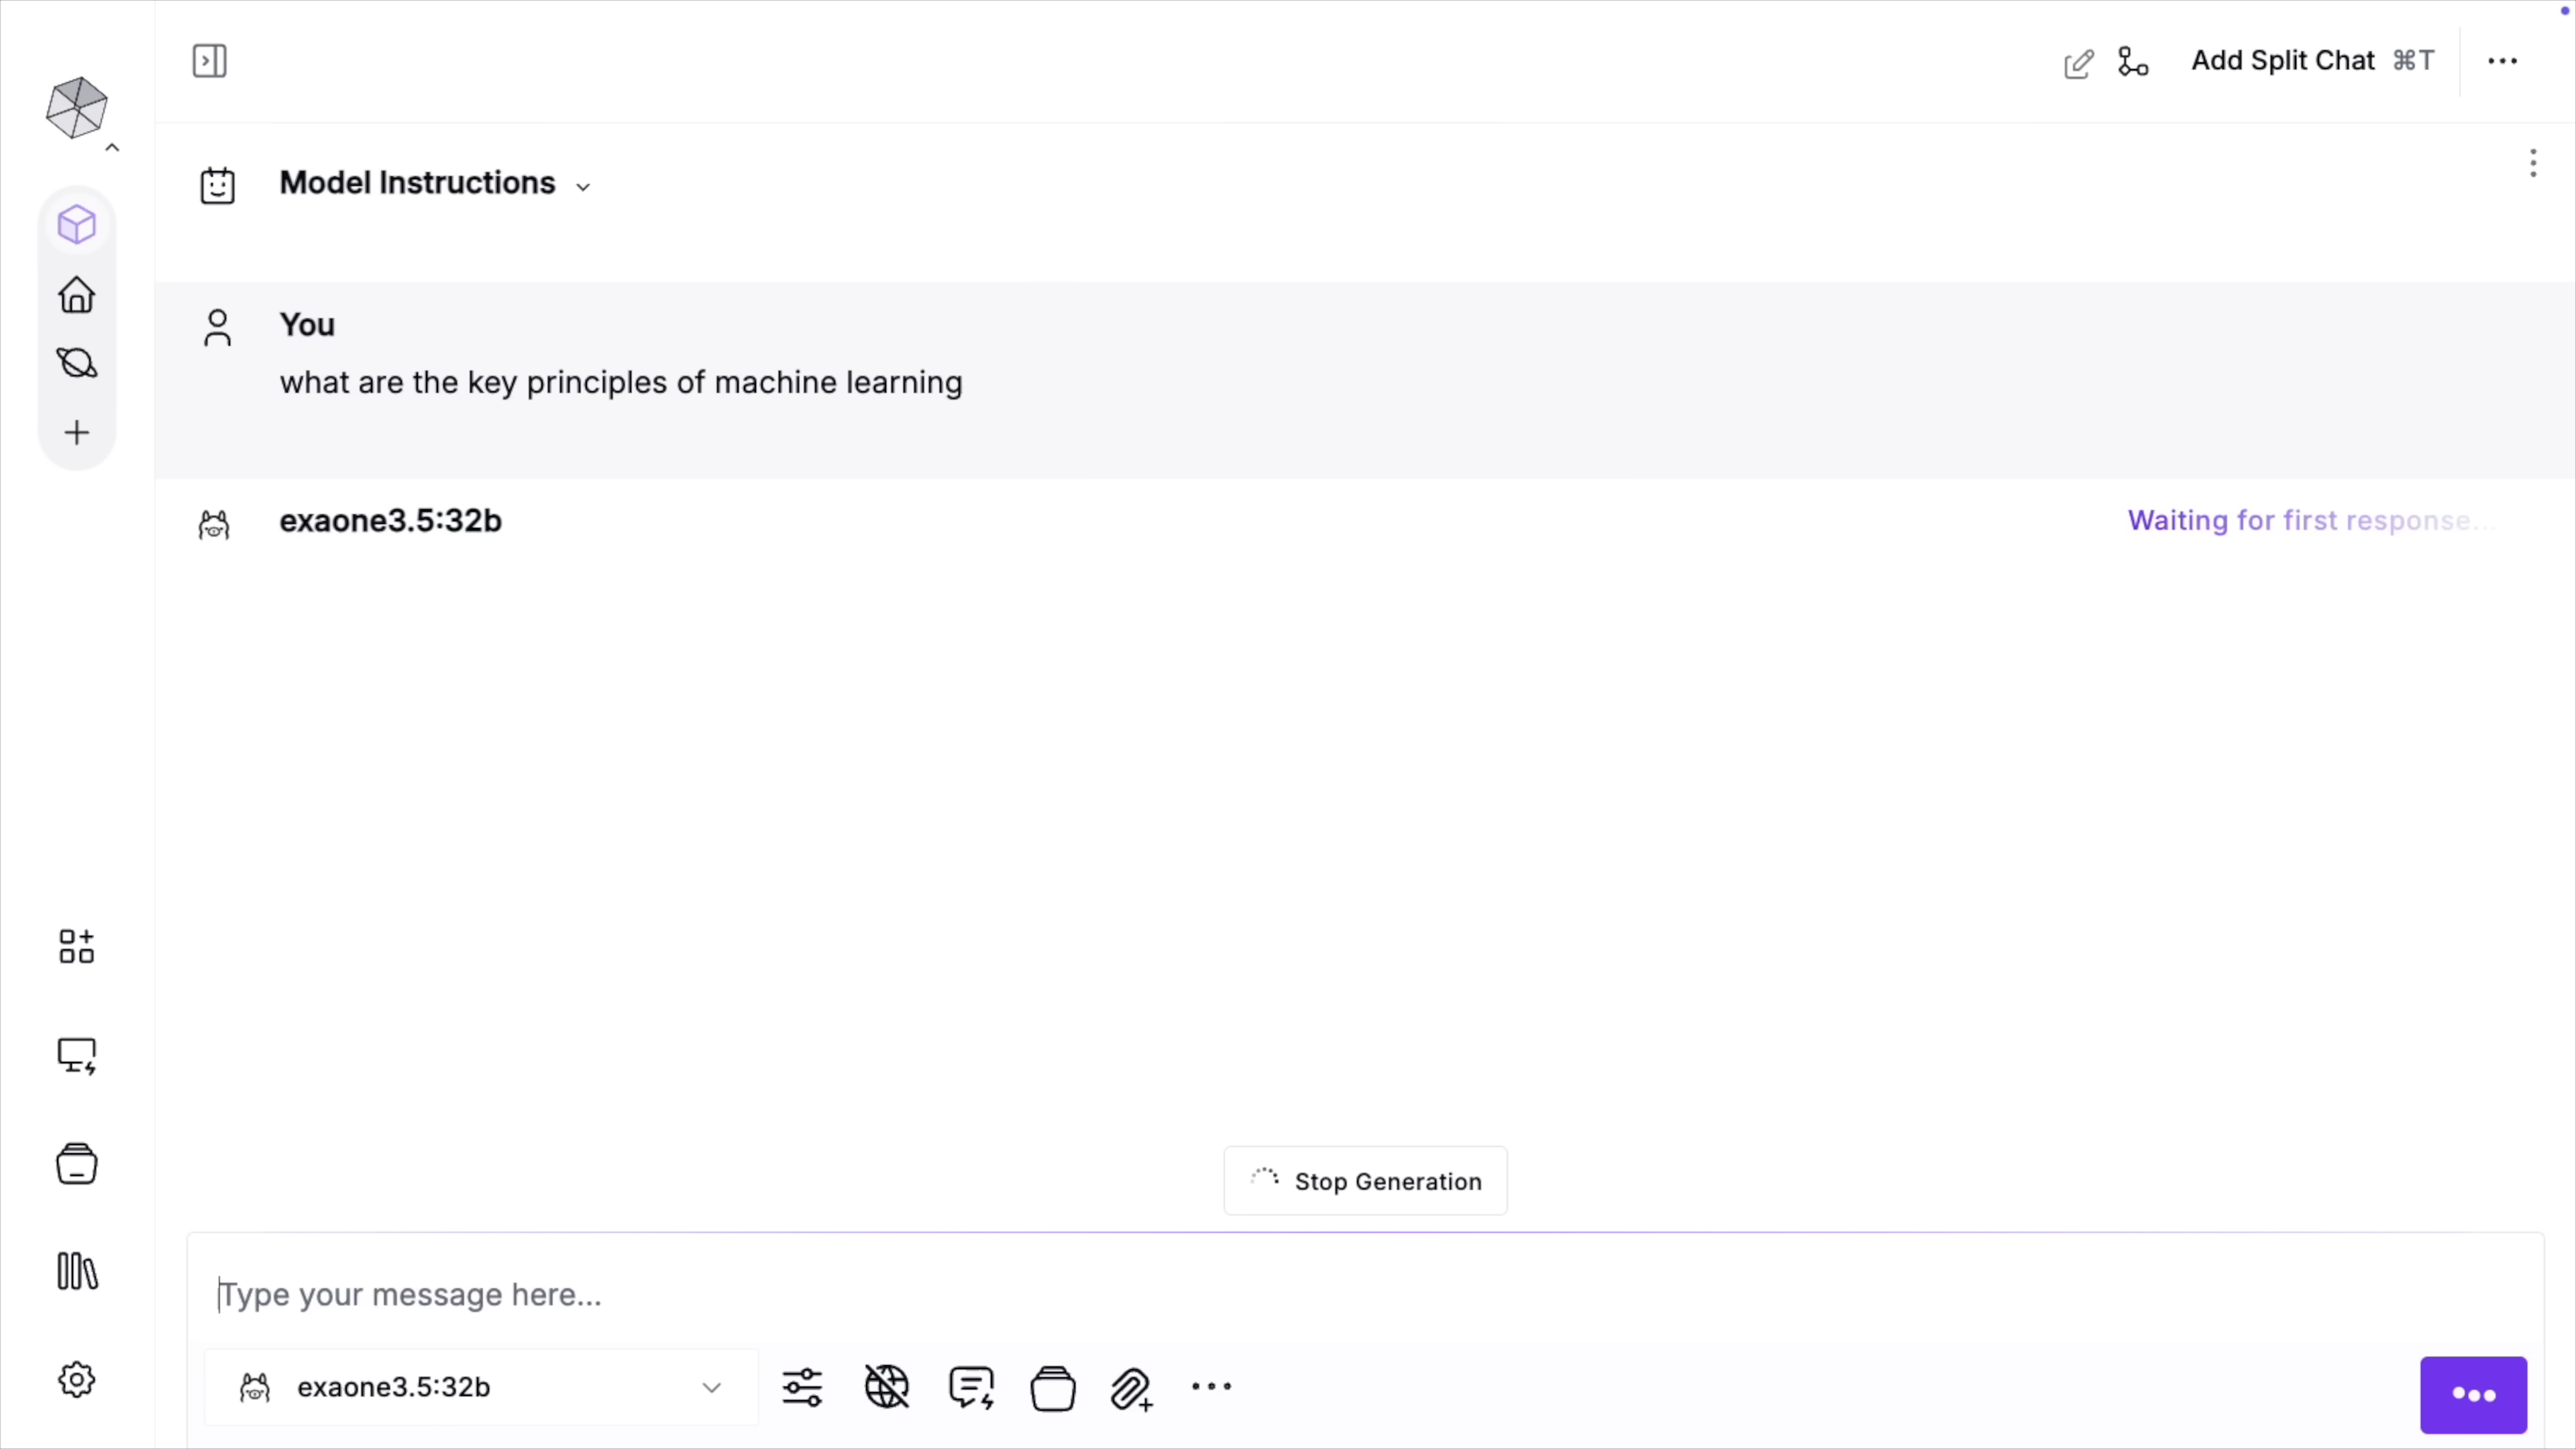 Add Split Chat ⌘T
Model Instructions
You
what are the key principles of machine learning
exaone3.5:32b
Waiting for first response...
Stop Generation
Type your message here...
exaone3.5:32b